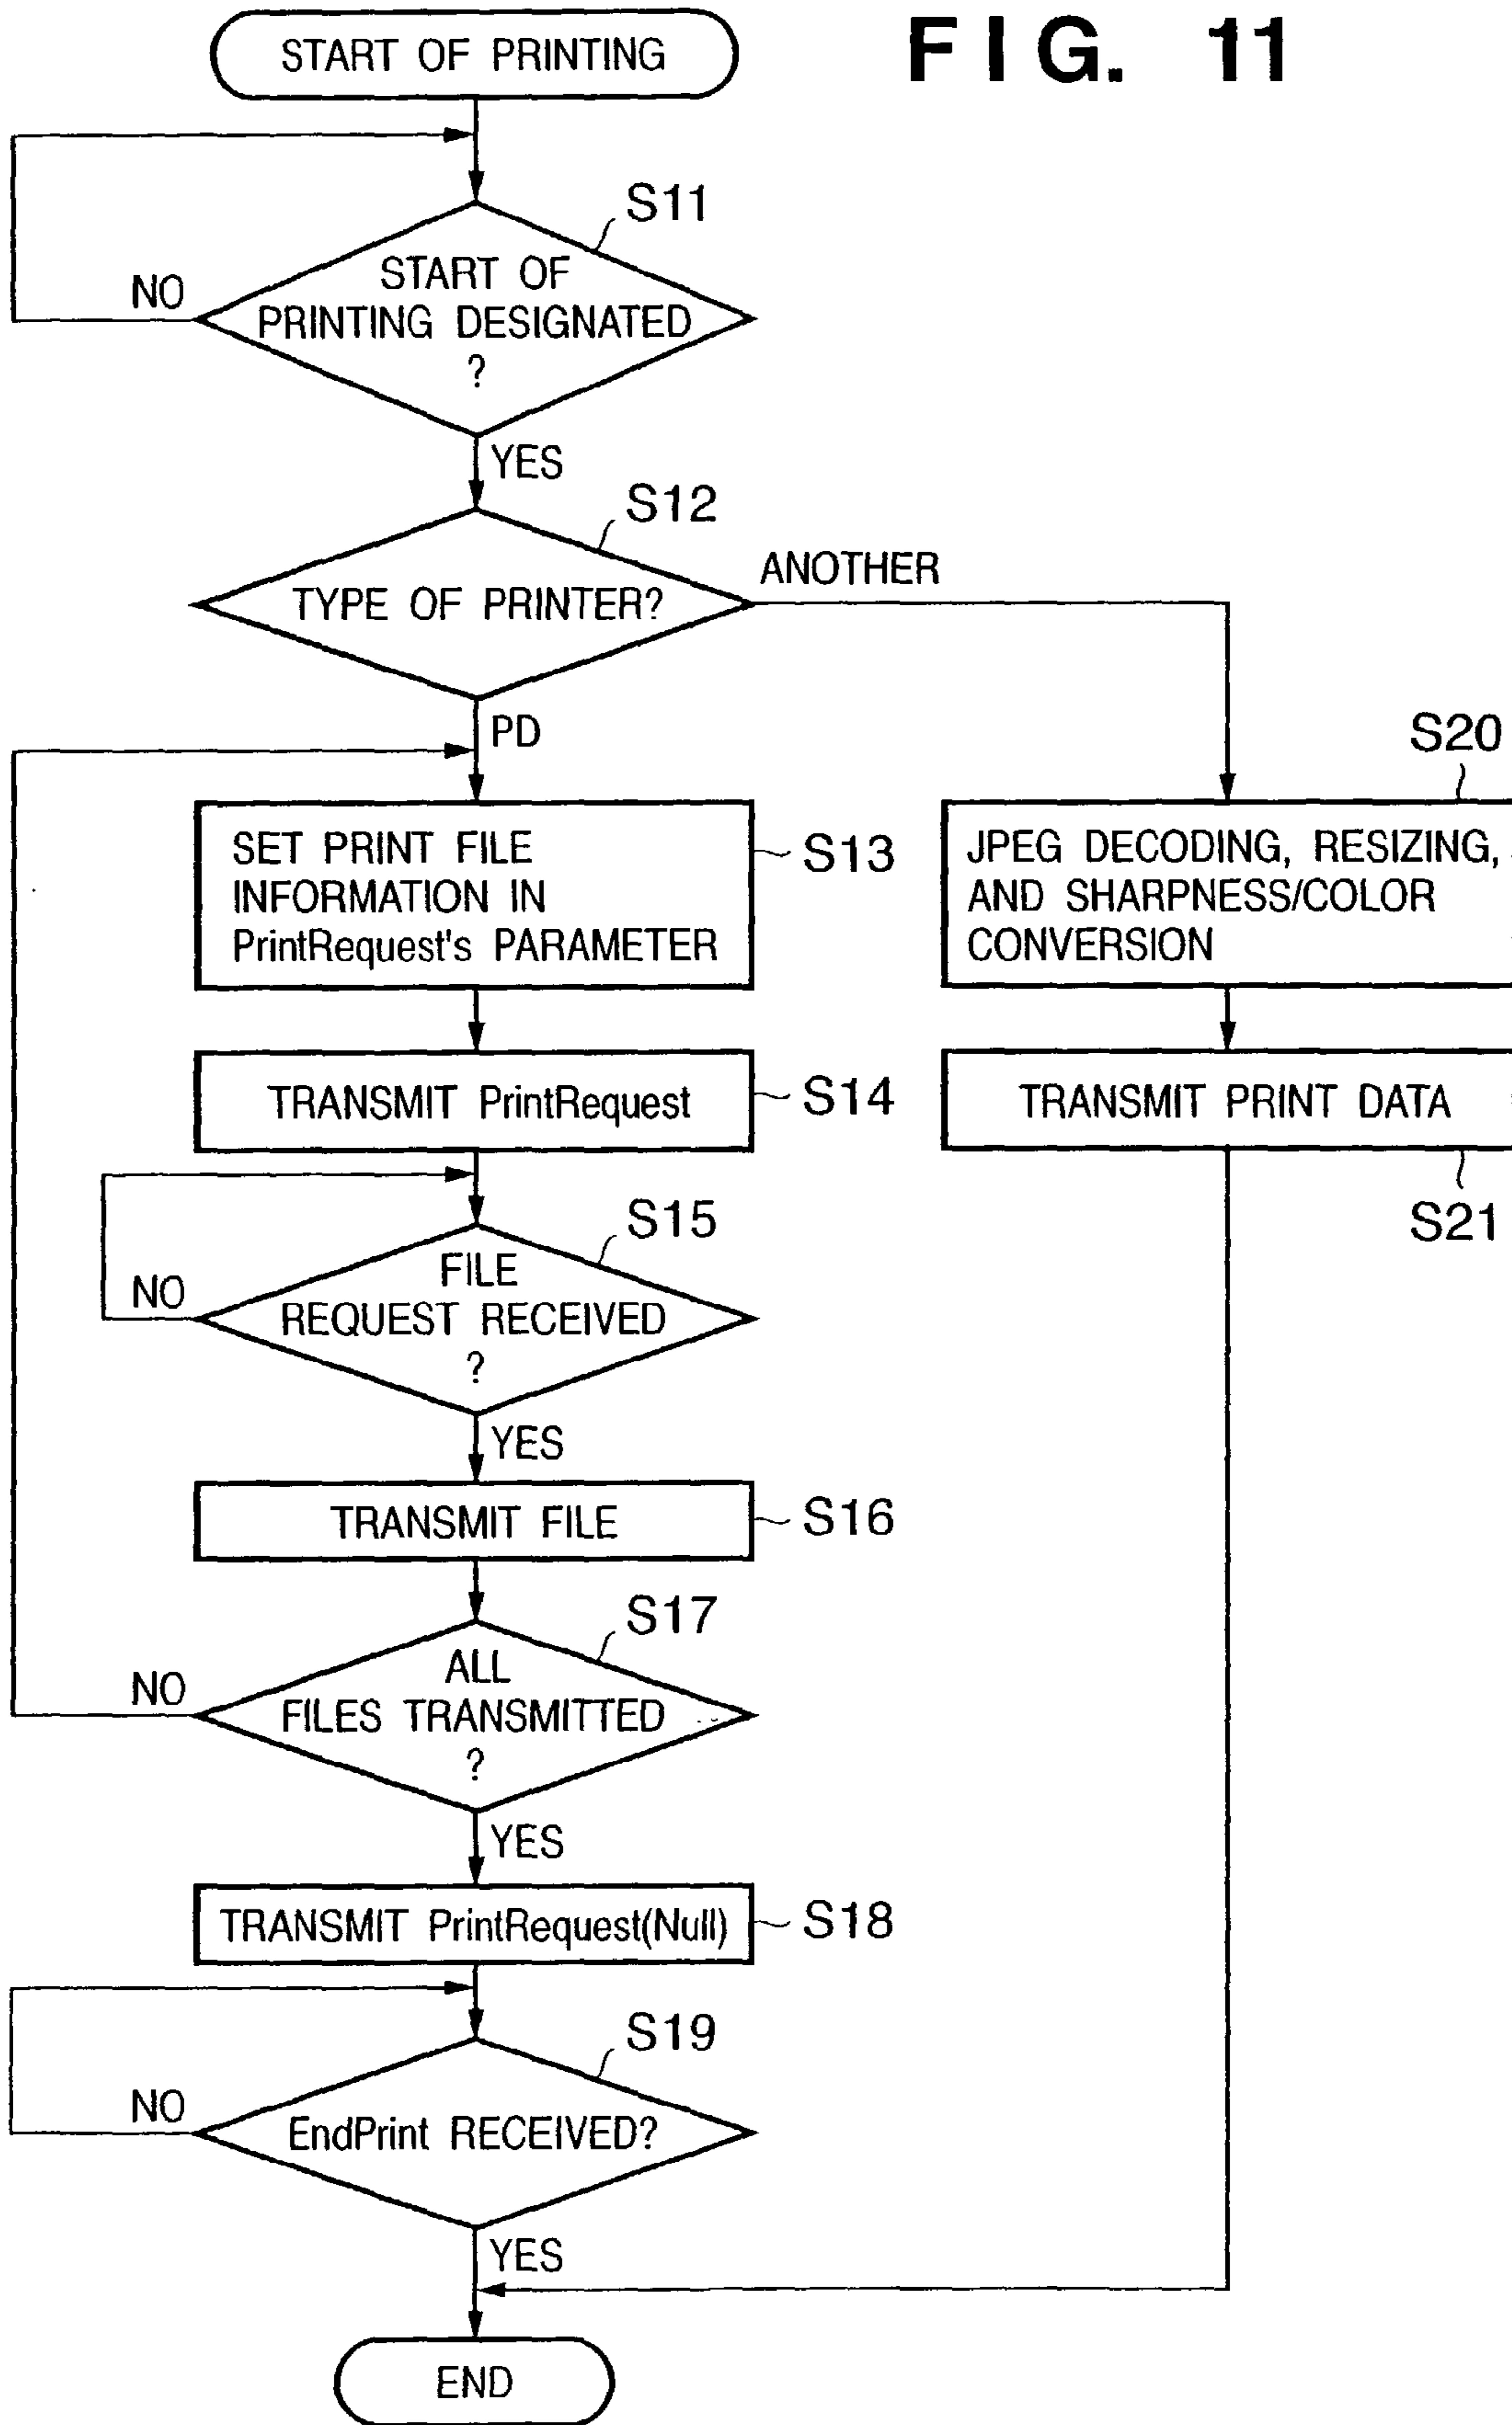 FIG. 11
START OF PRINTING
S11
START OF
PRINTING DESIGNATED
?
NO
YES
S12
TYPE OF PRINTER?
ANOTHER
PD
S13
SET PRINT FILE
INFORMATION IN
PrintRequest's PARAMETER
S20
JPEG DECODING, RESIZING,
AND SHARPNESS/COLOR
CONVERSION
TRANSMIT PrintRequest
S14
TRANSMIT PRINT DATA
S21
S15
FILE
REQUEST RECEIVED
?
NO
YES
TRANSMIT FILE
S16
S17
ALL
FILES TRANSMITTED
?
NO
YES
TRANSMIT PrintRequest(Null)
S18
S19
EndPrint RECEIVED?
NO
YES
END